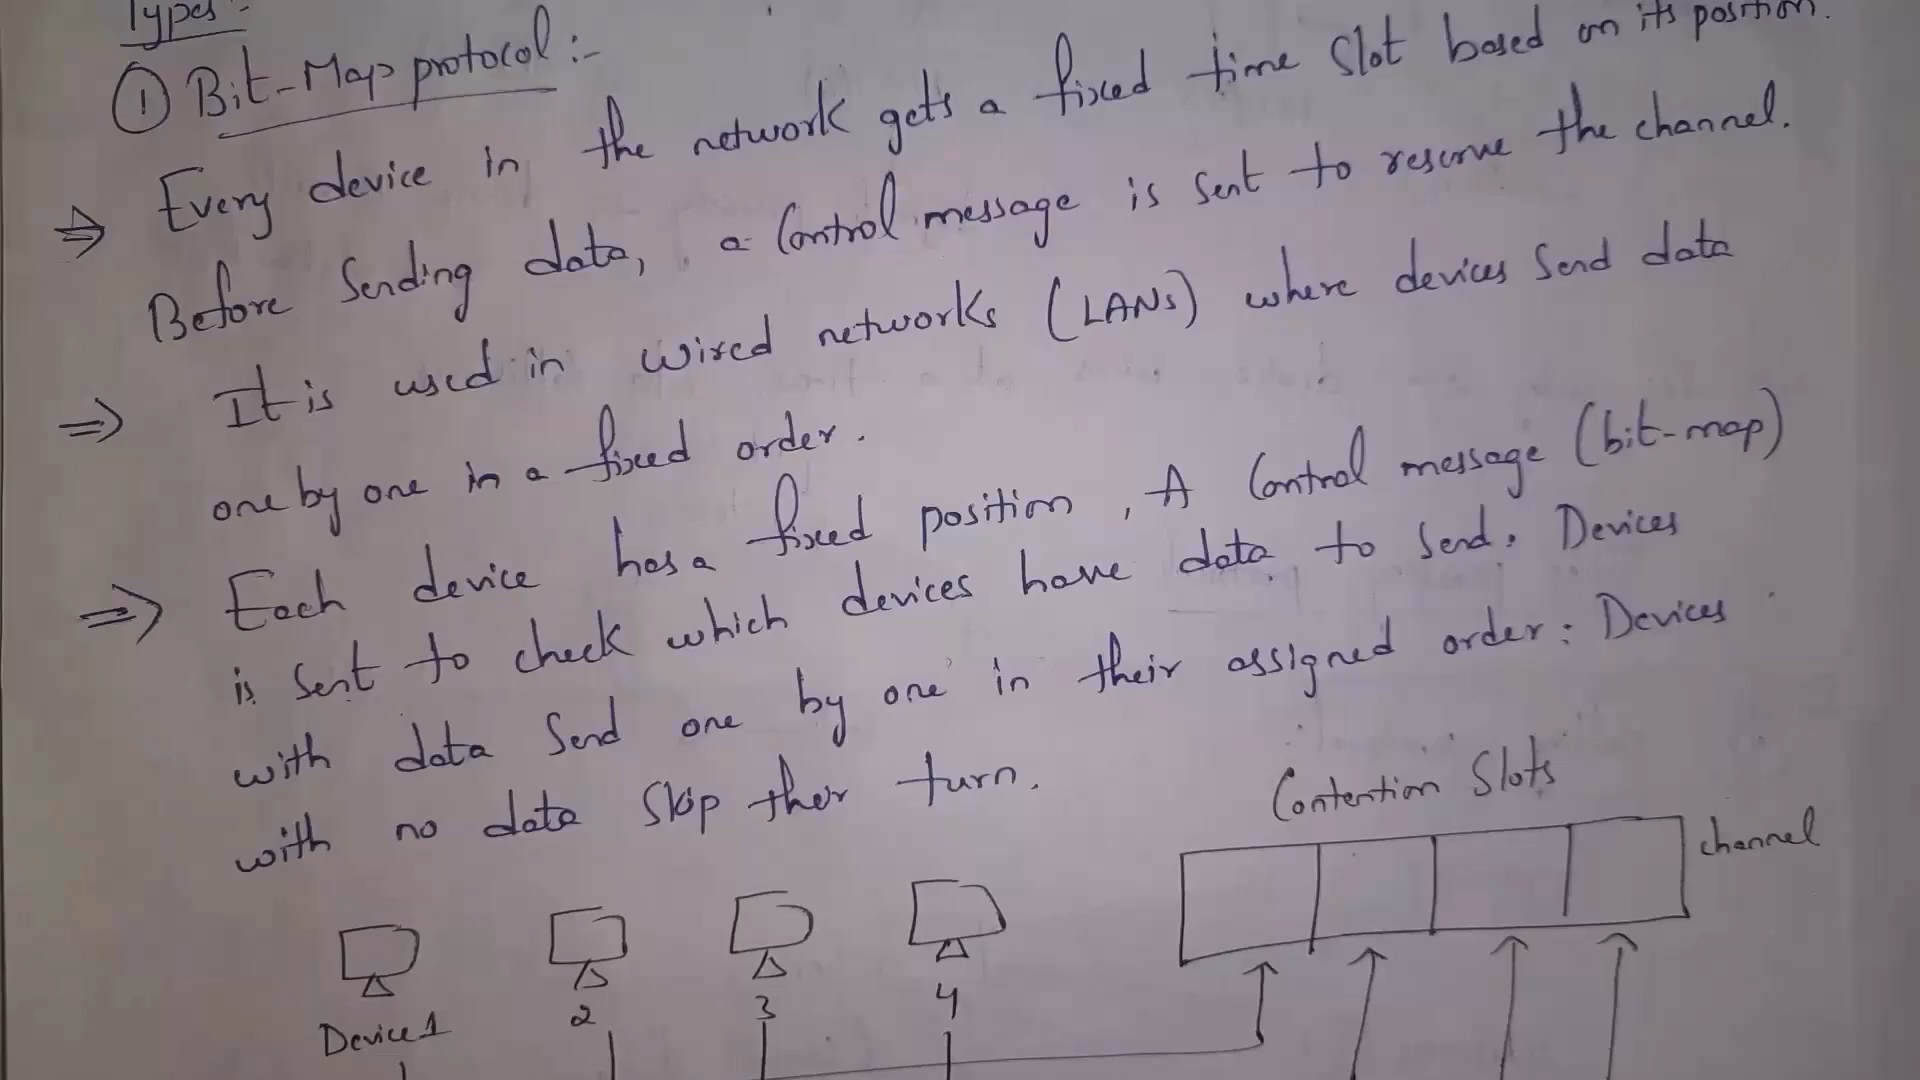 Types:-
① Bit-Map protocol :-
⇒ Every device in the network gets a fixed time slot based on its position.
Before sending data, a Control message is sent to reserve the channel.
⇒ It is used in wired networks (LANs) where devices send data
one by one in a fixed order.
⇒ Each device has a fixed position, A Control message (bit-map)
is sent to check which devices have data to send. Devices
with data send one by one in their assigned order. Devices
with no data skip their turn.
Contention Slots
channel
Device 1
2
3
4